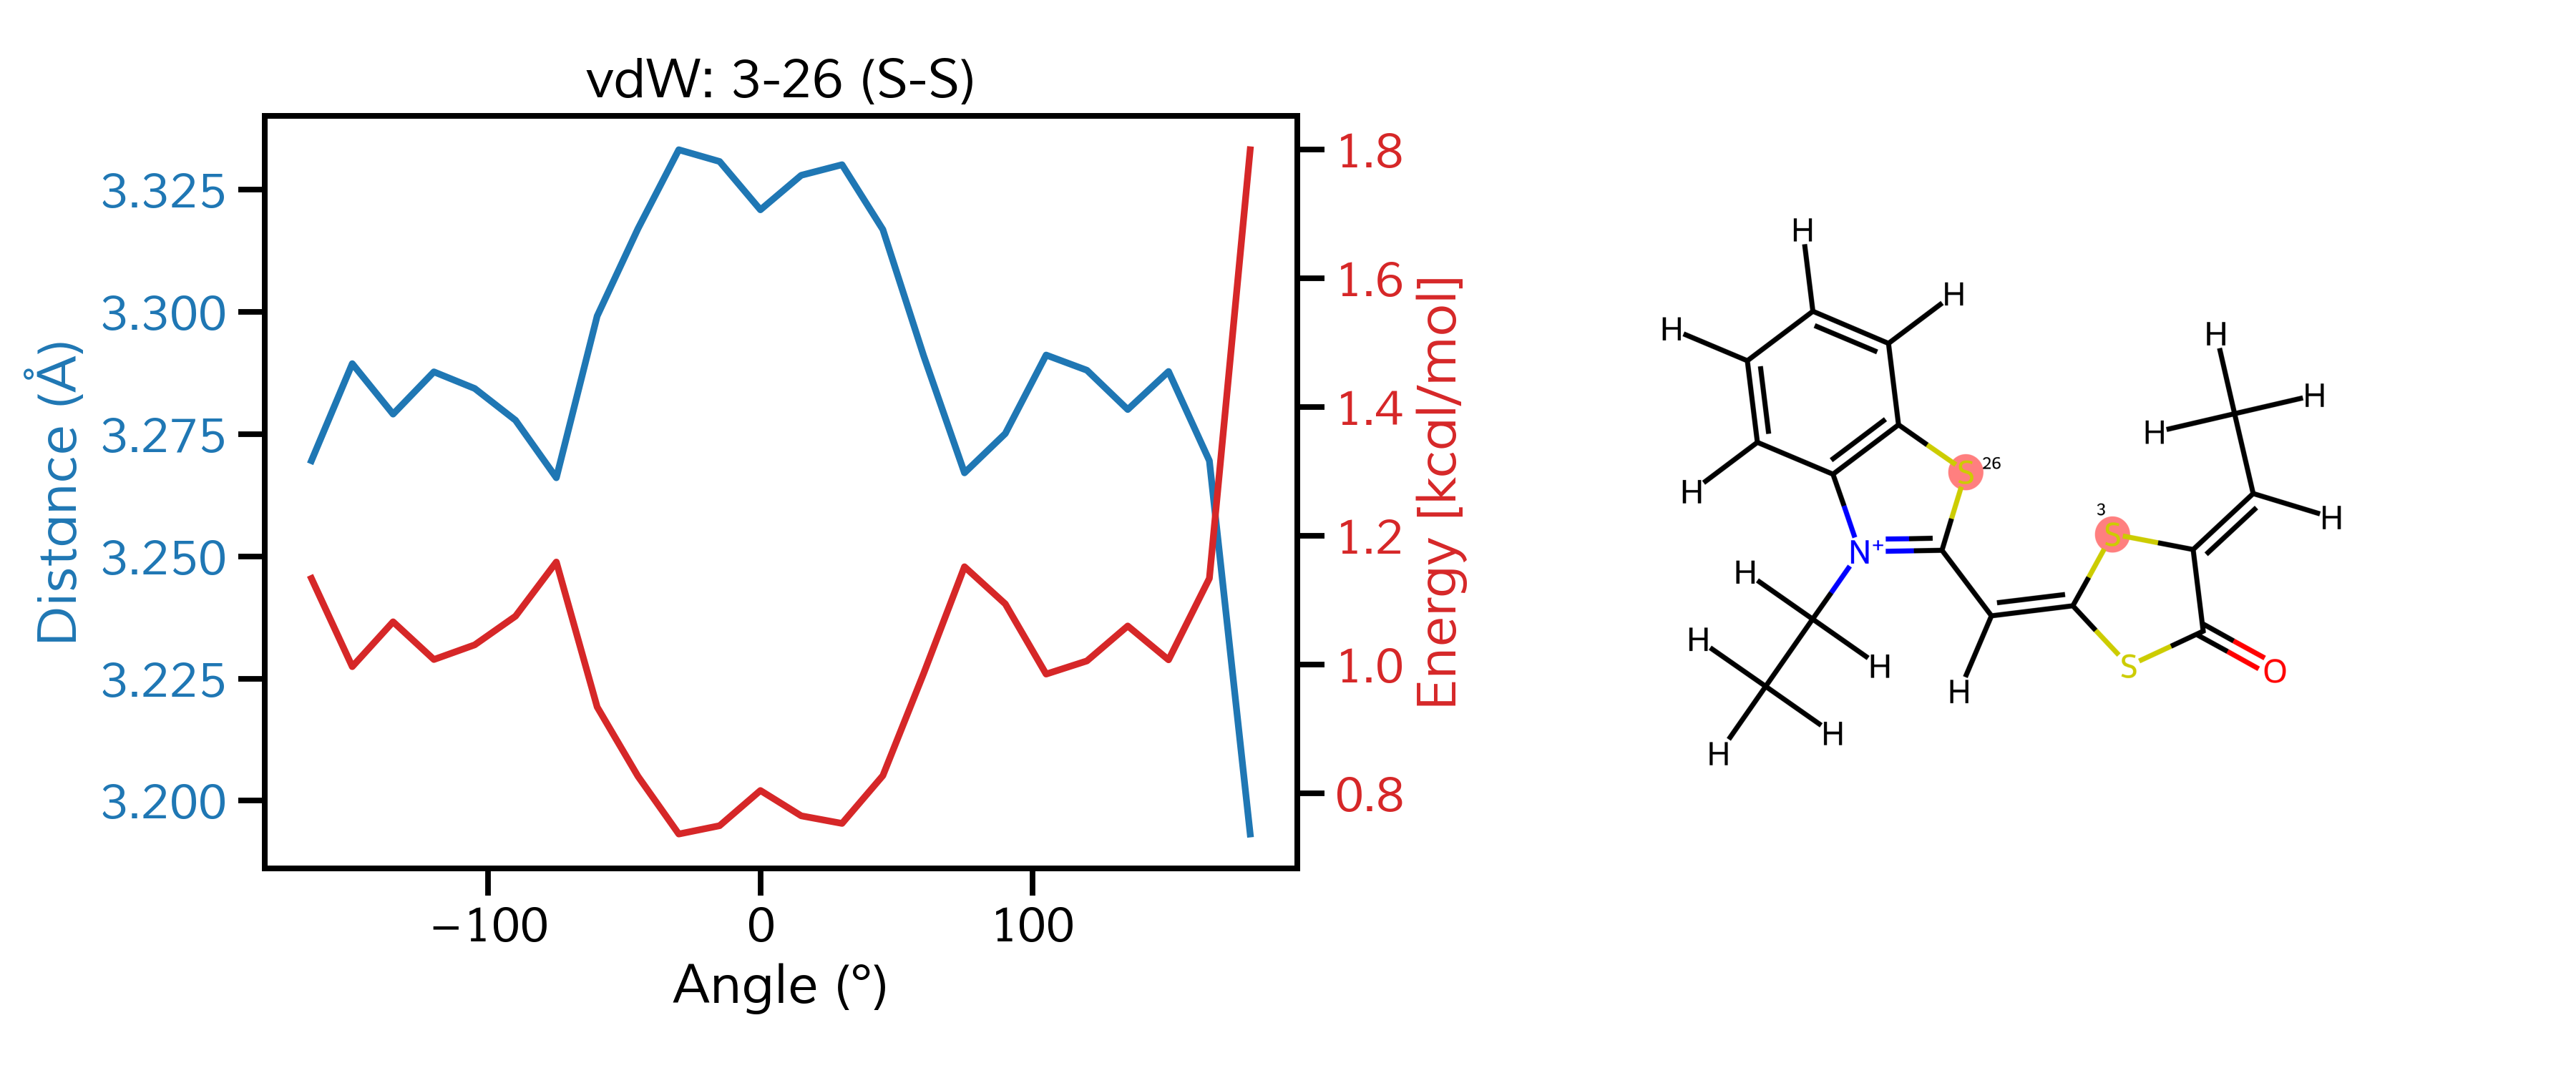 vdW: 3-26 (S-S)
Distance (Å)
3.325
3.300
3.275
3.250
3.225
3.200
−100
0
100
Angle (°)
1.8
1.6
1.4
1.2
1.0
0.8
Energy [kcal/mol]
H
H
H
H
H
H
H
S 26
3
S
H
N+
H
H
H
H
S
O
H
H
H